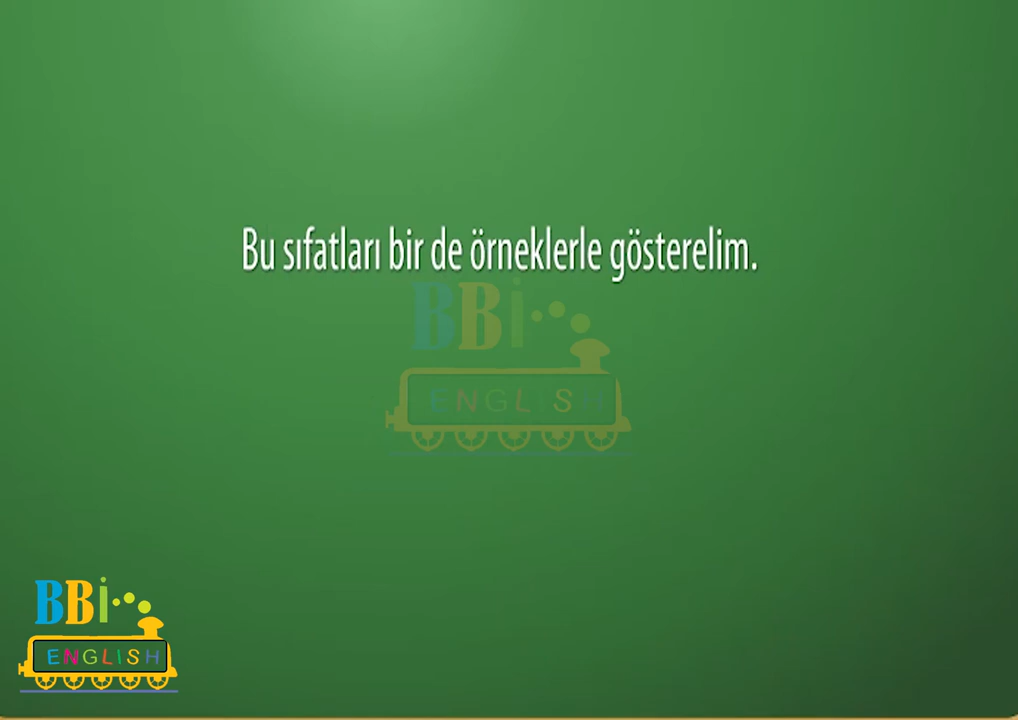 Bu sıfatları bir de örneklerle gösterelim.
BBi
ENGLISH
BBi
ENGLISH